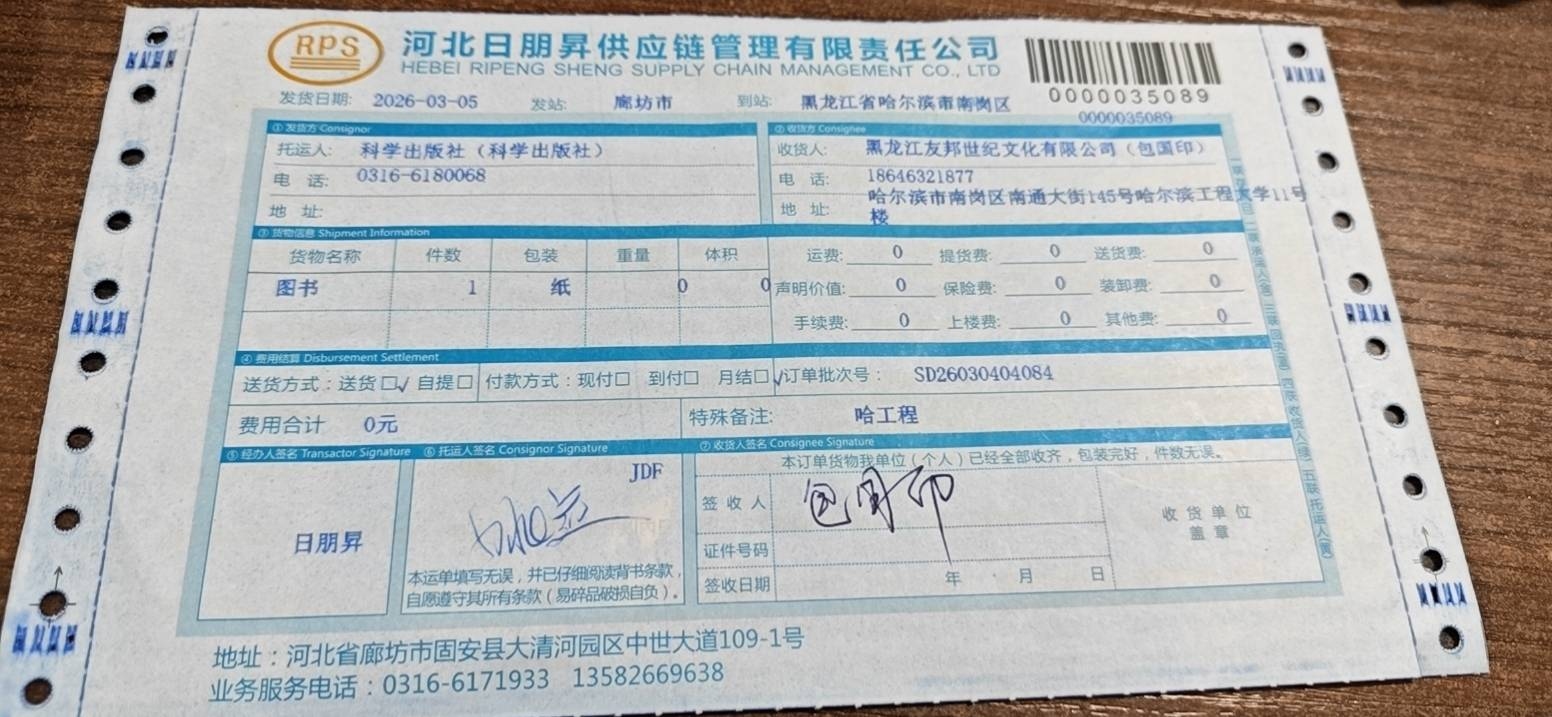 RPS 河北日朋昇供应链管理有限责任公司
HEBEI RIPENG SHENG SUPPLY CHAIN MANAGEMENT CO., LTD
0000035089
发货日期: 2026-03-05 发站: 廊坊市 到站: 黑龙江省哈尔滨市南岗区
0000035089
①发货方 Consignor ②收货方 Consignee
托运人: 科学出版社（科学出版社） 收货人: 黑龙江友邦世纪文化有限公司（包国印）
电 话: 0316-6180068 电 话: 18646321877
地 址: 地 址: 哈尔滨市南岗区南通大街145号哈尔滨工程大学11号
楼
③货物信息 Shipment Information
货物名称 件数 包装 重量 体积 运费: 0 提货费: 0 送货费: 0
图书 1 纸 0 0 声明价值: 0 保险费: 0 装卸费: 0
手续费: 0 上楼费: 0 其他费: 0
④费用结算 Disbursement Settlement
送货方式：送货□√ 自提□ 付款方式：现付□ 到付□ 月结□√ 订单批次号： SD26030404084
费用合计 0元 特殊备注: 哈工程
⑤经办人签名 Transactor Signature ⑥托运人签名 Consignor Signature ⑦收货人签名 Consignee Signature
本订单货物我单位（个人）已经全部收齐，包装完好，件数无误。
JDF
签收人 包国印
收货单位
盖章
日朋昇
证件号码
本运单填写无误，并已仔细阅读背书条款，
自愿遵守其所有条款（易碎品破损自负）。
签收日期 年 月 日
地址：河北省廊坊市固安县大清河园区中世大道109-1号
业务服务电话：0316-6171933 13582669638